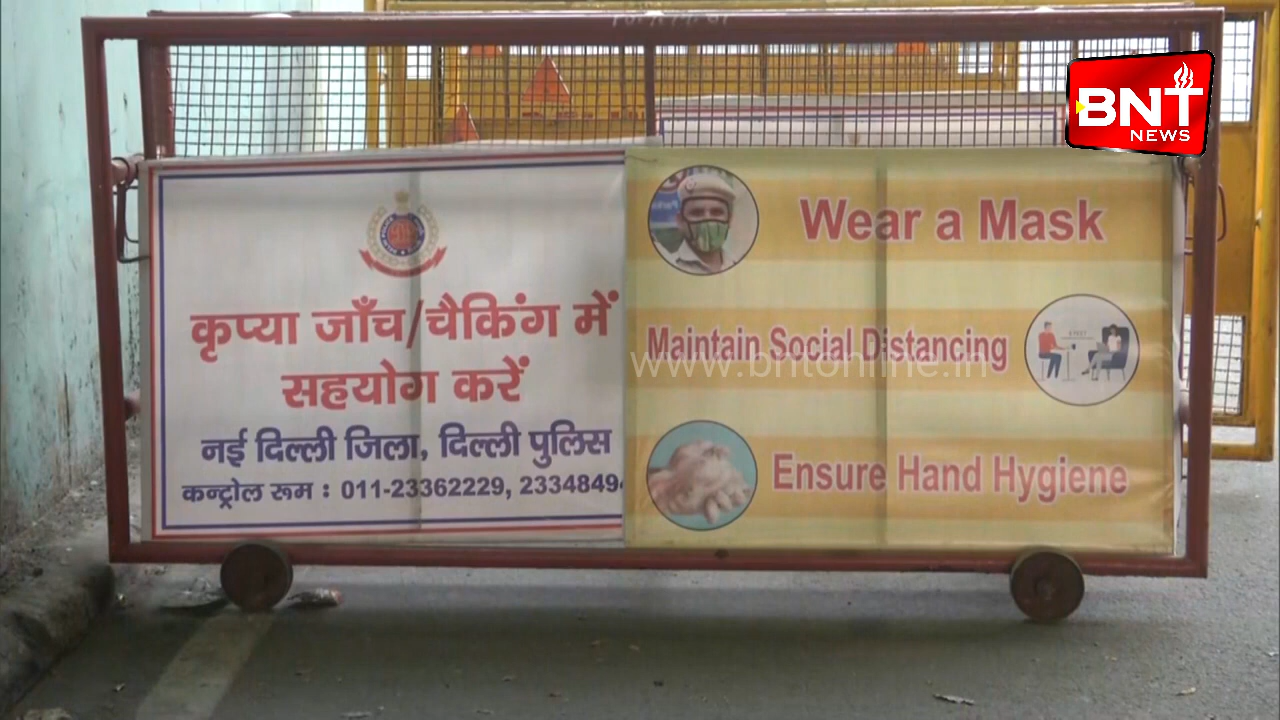 BNT
NEWS
कृप्या जाँच/चैकिंग में
सहयोग करें
नई दिल्ली जिला, दिल्ली पुलिस
कन्ट्रोल रूम : 011-23362229, 2334849
Wear a Mask
Maintain Social Distancing
www.bntonline.in
Ensure Hand Hygiene